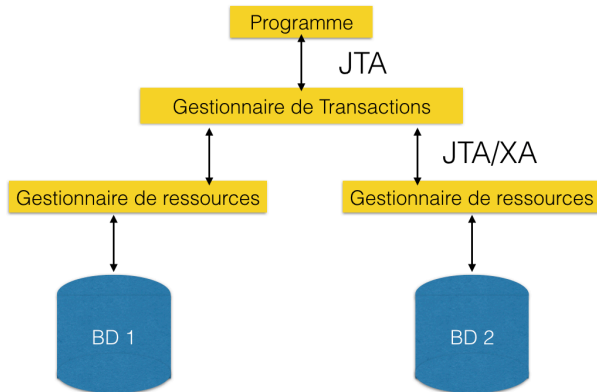 Programme
JTA
Gestionnaire de Transactions
JTA/XA
Gestionnaire de ressources
Gestionnaire de ressources
BD 1
BD 2